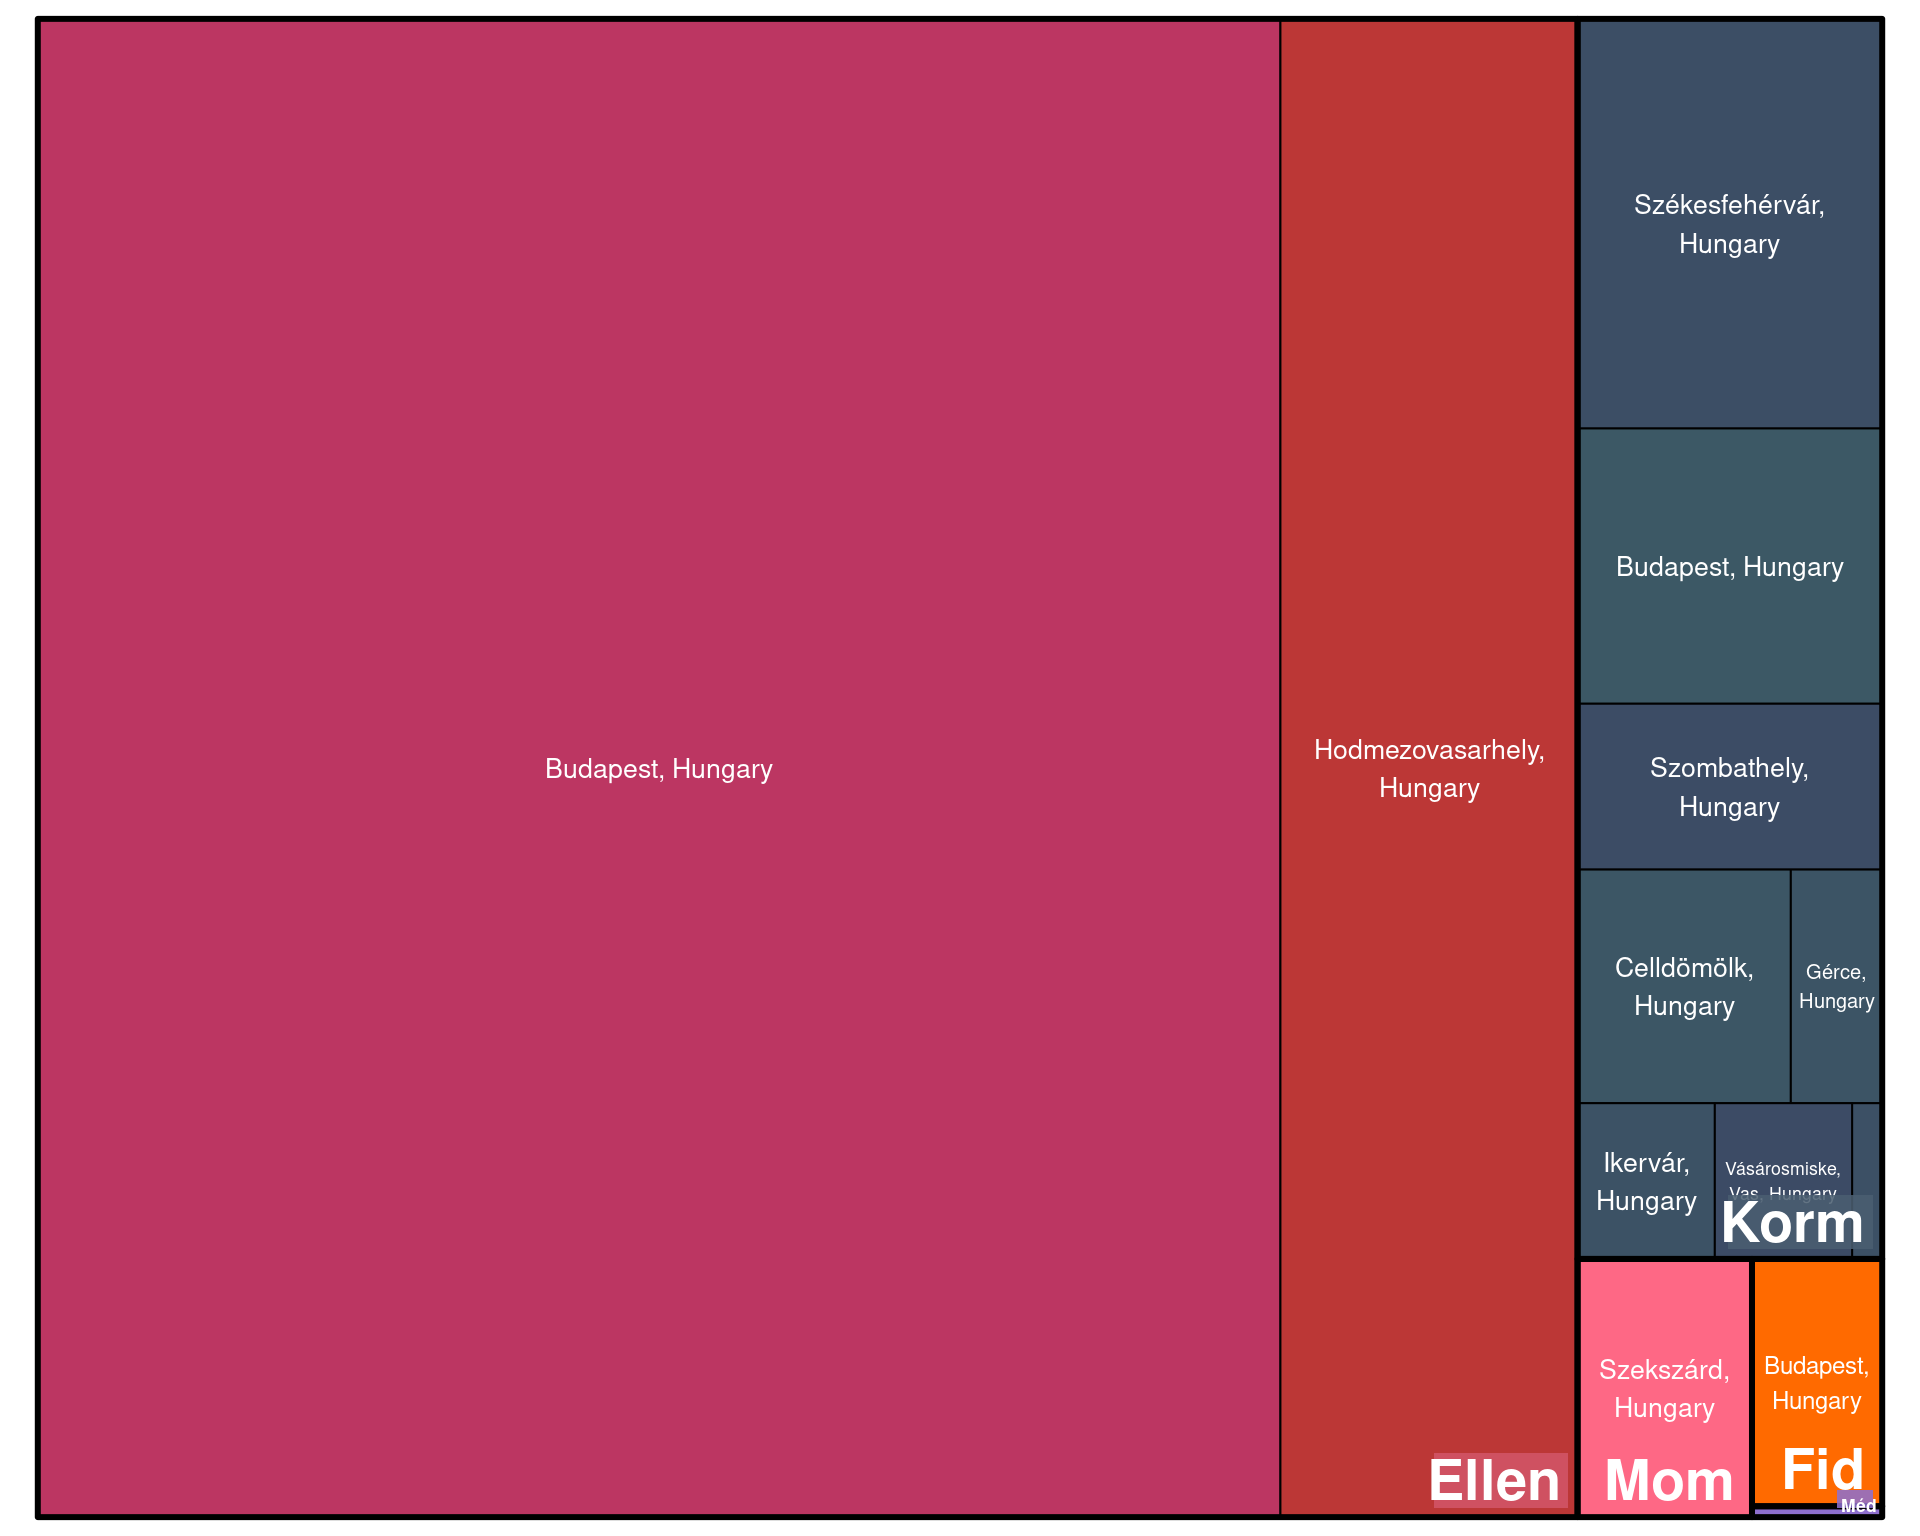 Budapest, Hungary
Hodmezovasarhely,
Hungary
Ellen
Székesfehérvár,
Hungary
Budapest, Hungary
Szombathely,
Hungary
Celldömölk,
Hungary
Gérce,
Hungary
Ikervár,
Hungary
Vásárosmiske,
Vas, Hungary
Korm
Szekszárd,
Hungary
Mom
Budapest,
Hungary
Fid
Méd